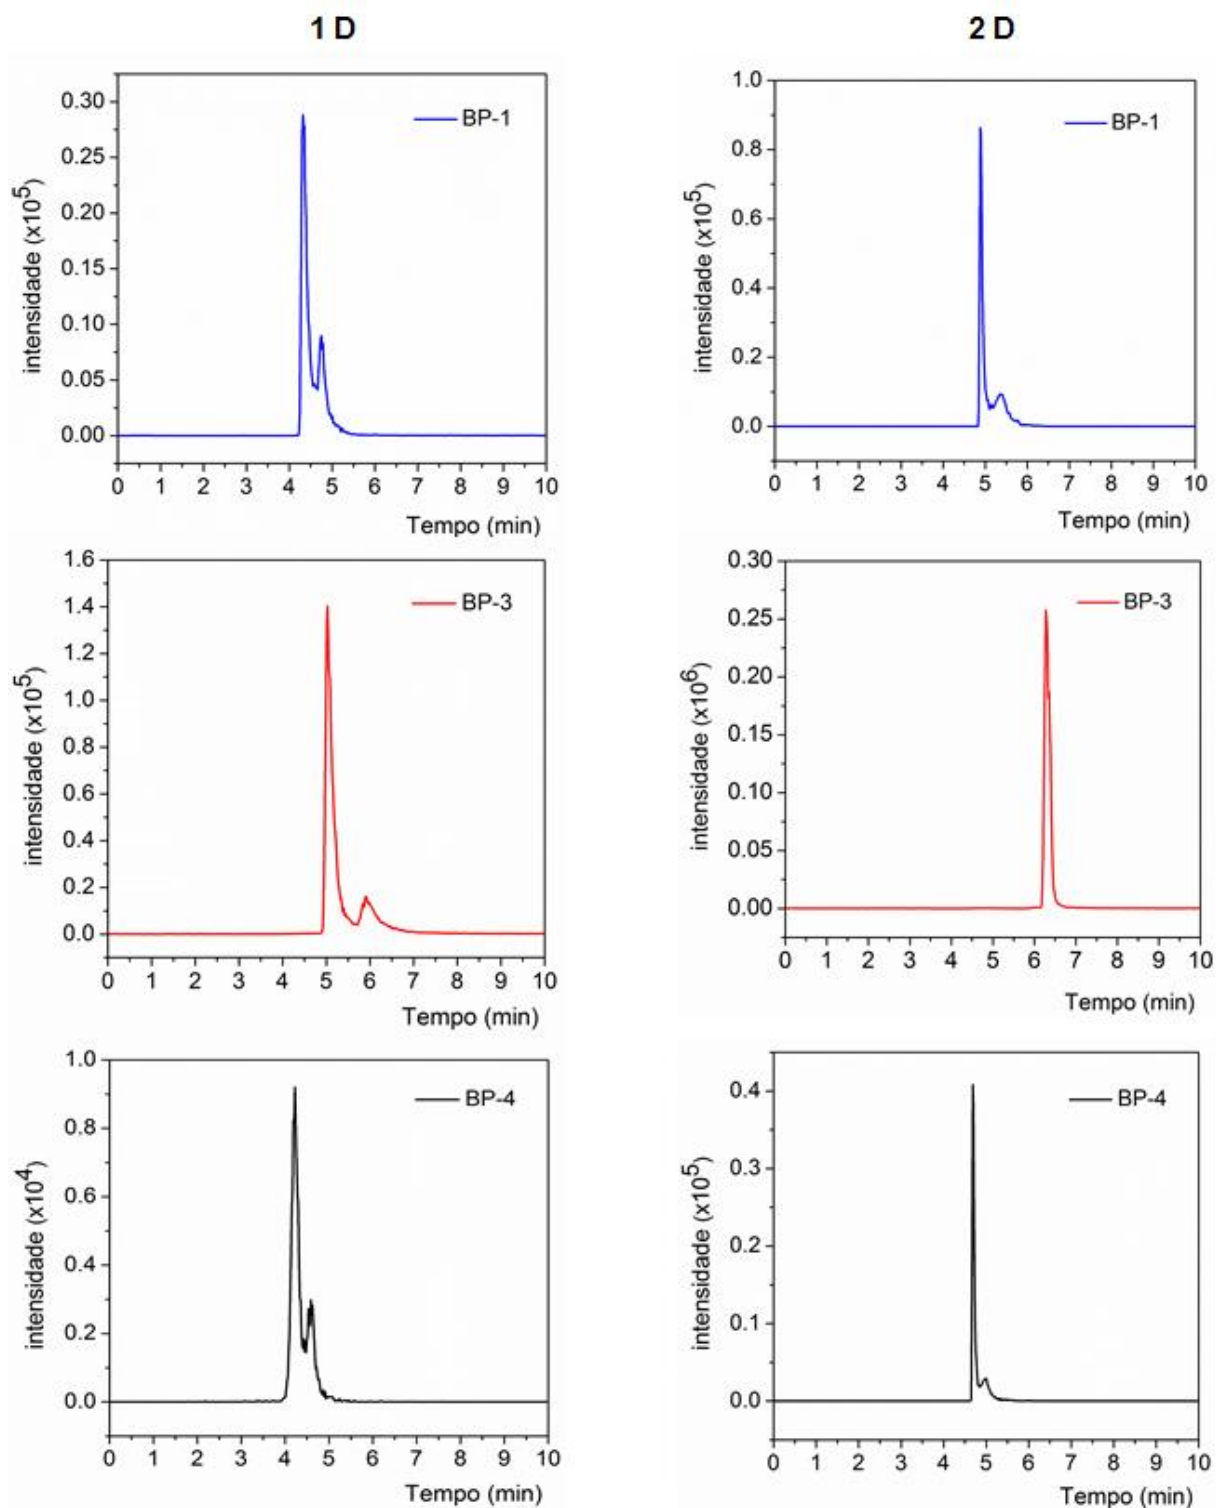 1 D
2 D
0.30
0.25
0.20
0.15
0.10
0.05
0.00
intensidade (x10⁵)
BP-1
0 1 2 3 4 5 6 7 8 9 10
Tempo (min)
1.0
0.8
0.6
0.4
0.2
0.0
intensidade (x10⁵)
BP-1
0 1 2 3 4 5 6 7 8 9 10
Tempo (min)
1.6
1.4
1.2
1.0
0.8
0.6
0.4
0.2
0.0
intensidade (x10⁵)
BP-3
0 1 2 3 4 5 6 7 8 9 10
Tempo (min)
0.30
0.25
0.20
0.15
0.10
0.05
0.00
intensidade (x10⁶)
BP-3
0 1 2 3 4 5 6 7 8 9 10
Tempo (min)
1.0
0.8
0.6
0.4
0.2
0.0
intensidade (x10⁴)
BP-4
0 1 2 3 4 5 6 7 8 9 10
Tempo (min)
0.4
0.3
0.2
0.1
0.0
intensidade (x10⁵)
BP-4
0 1 2 3 4 5 6 7 8 9 10
Tempo (min)